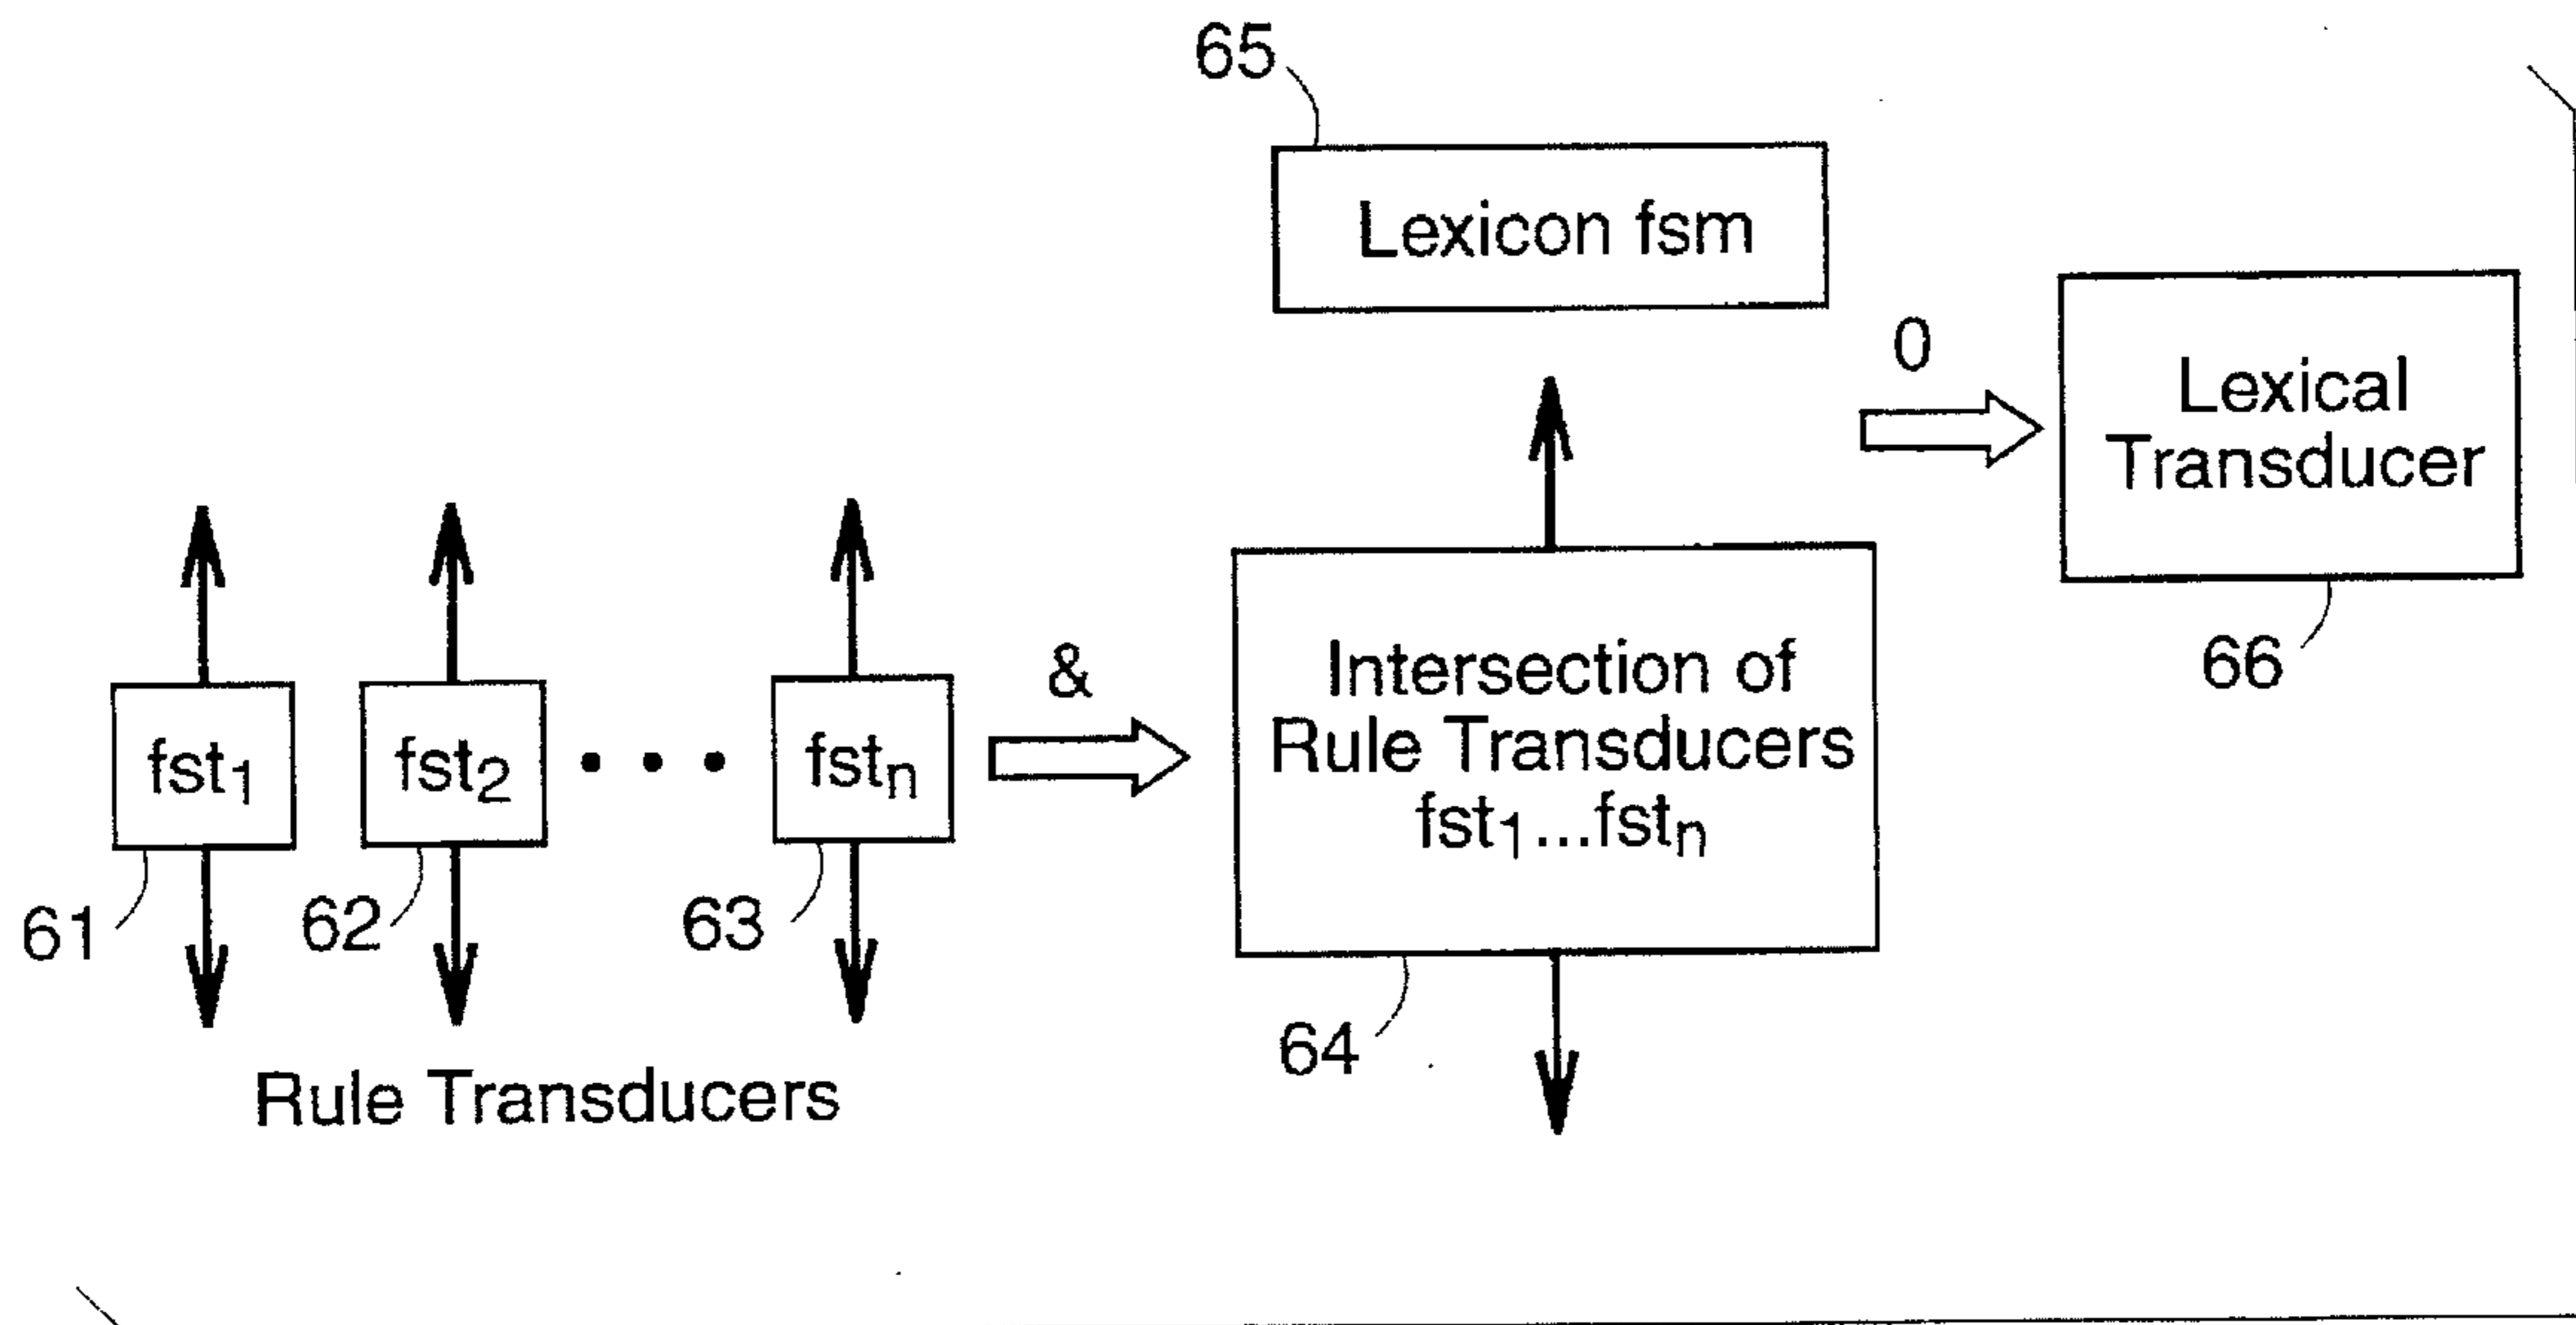 65
Lexicon fsm
0
Lexical
Transducer
66
&
Intersection of
Rule Transducers
fst1...fstn
64
fst1
fst2
• • •
fstn
61
62
63
Rule Transducers